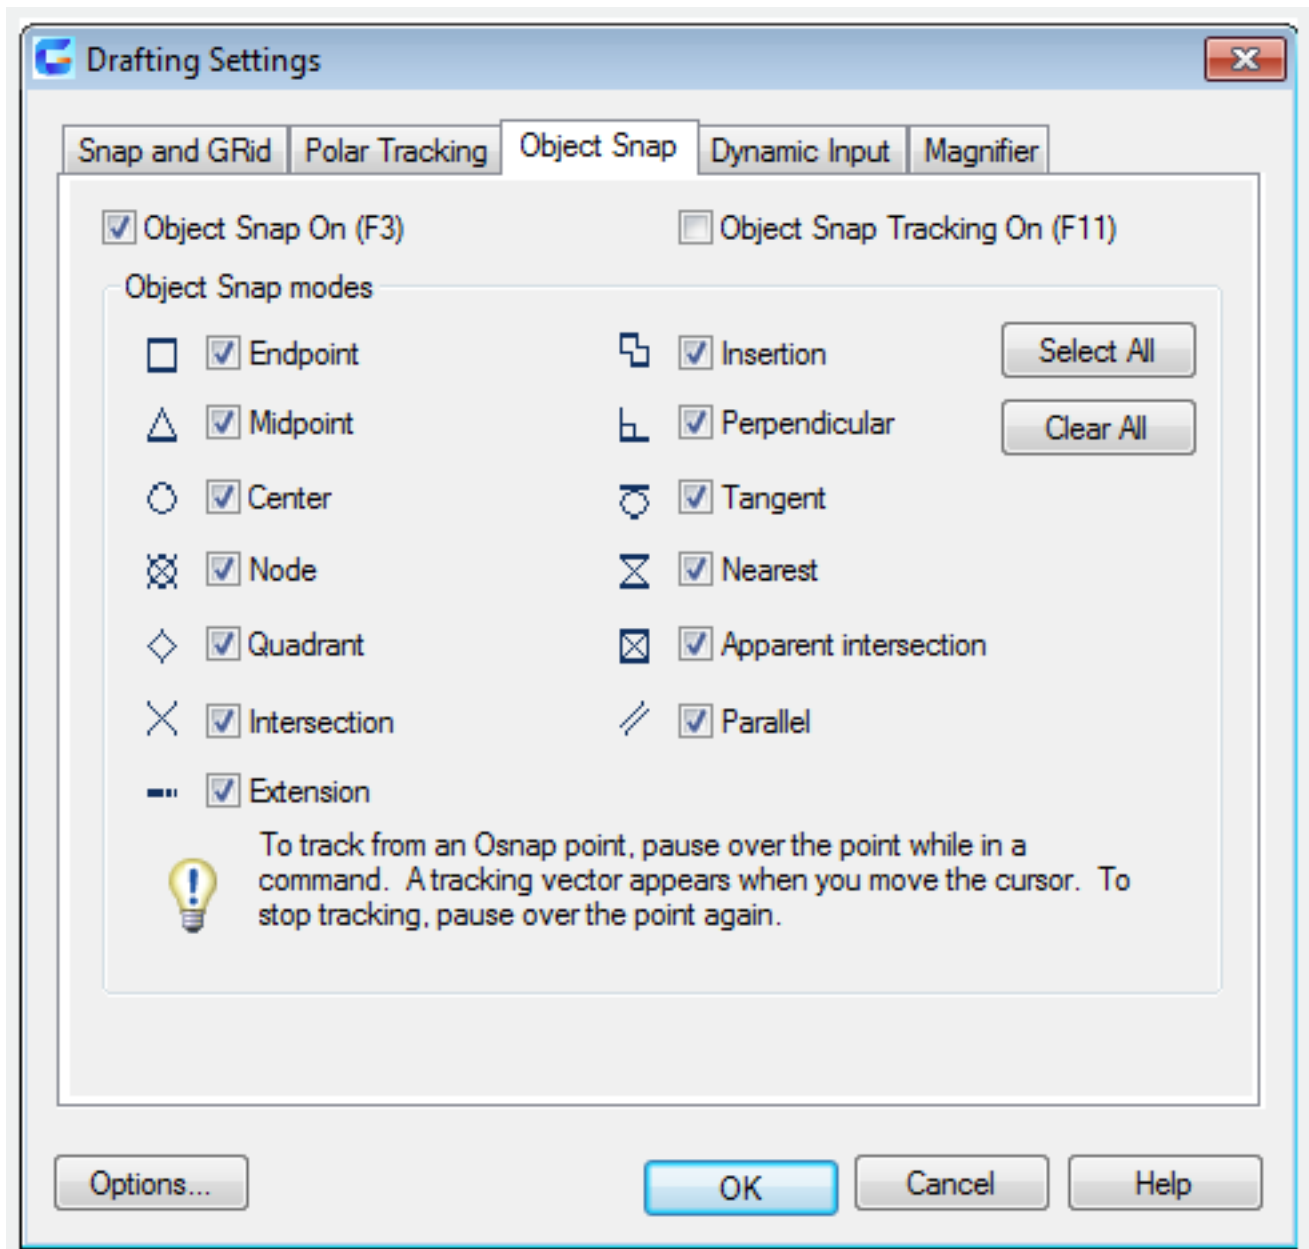 Drafting Settings
Snap and GRid
Polar Tracking
Object Snap
Dynamic Input
Magnifier
Object Snap On (F3)
Object Snap Tracking On (F11)
Object Snap modes
Endpoint
Insertion
Select All
Midpoint
Perpendicular
Clear All
Center
Tangent
Node
Nearest
Quadrant
Apparent intersection
Intersection
Parallel
Extension
To track from an Osnap point, pause over the point while in a
command. A tracking vector appears when you move the cursor. To
stop tracking, pause over the point again.
Options...
OK
Cancel
Help